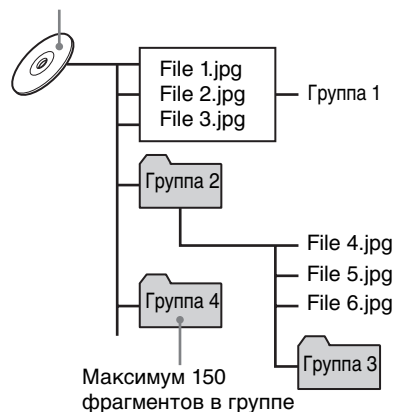 File 1.jpg
File 2.jpg
File 3.jpg
Группа 1
Группа 2
File 4.jpg
File 5.jpg
File 6.jpg
Группа 4
Группа 3
Максимум 150
фрагментов в группе